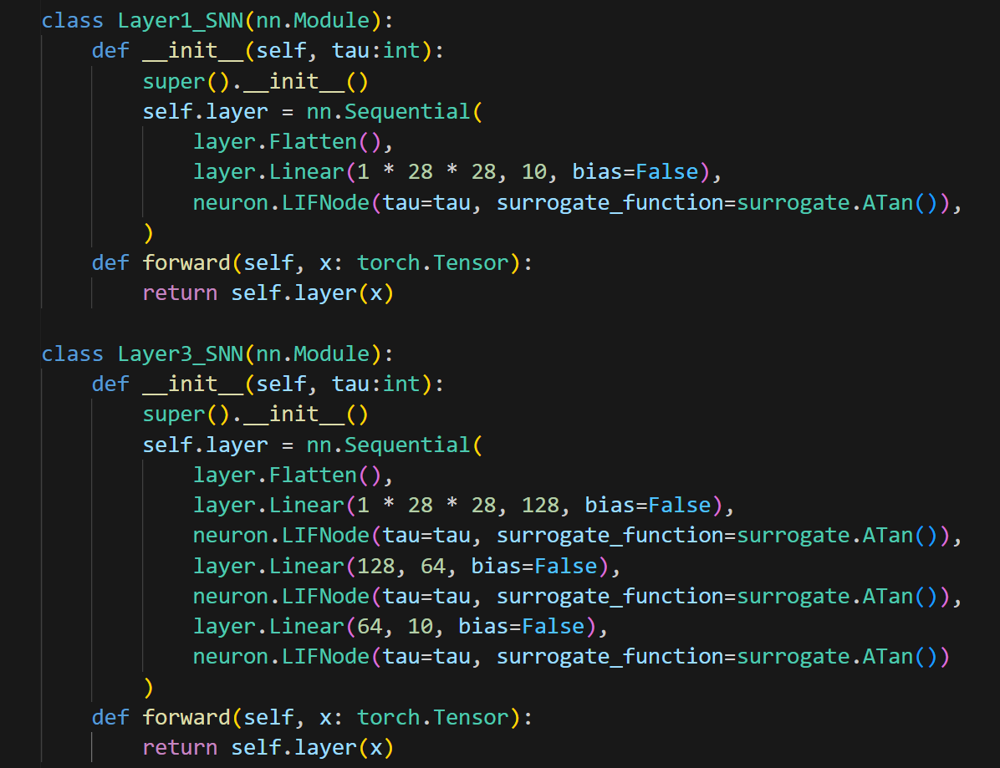 class Layer1_SNN(nn.Module):
    def __init__(self, tau:int):
        super().__init__()
        self.layer = nn.Sequential(
            layer.Flatten(),
            layer.Linear(1 * 28 * 28, 10, bias=False),
            neuron.LIFNode(tau=tau, surrogate_function=surrogate.ATan()),
        )
    def forward(self, x: torch.Tensor):
        return self.layer(x)

class Layer3_SNN(nn.Module):
    def __init__(self, tau:int):
        super().__init__()
        self.layer = nn.Sequential(
            layer.Flatten(),
            layer.Linear(1 * 28 * 28, 128, bias=False),
            neuron.LIFNode(tau=tau, surrogate_function=surrogate.ATan()),
            layer.Linear(128, 64, bias=False),
            neuron.LIFNode(tau=tau, surrogate_function=surrogate.ATan()),
            layer.Linear(64, 10, bias=False),
            neuron.LIFNode(tau=tau, surrogate_function=surrogate.ATan())
        )
    def forward(self, x: torch.Tensor):
        return self.layer(x)